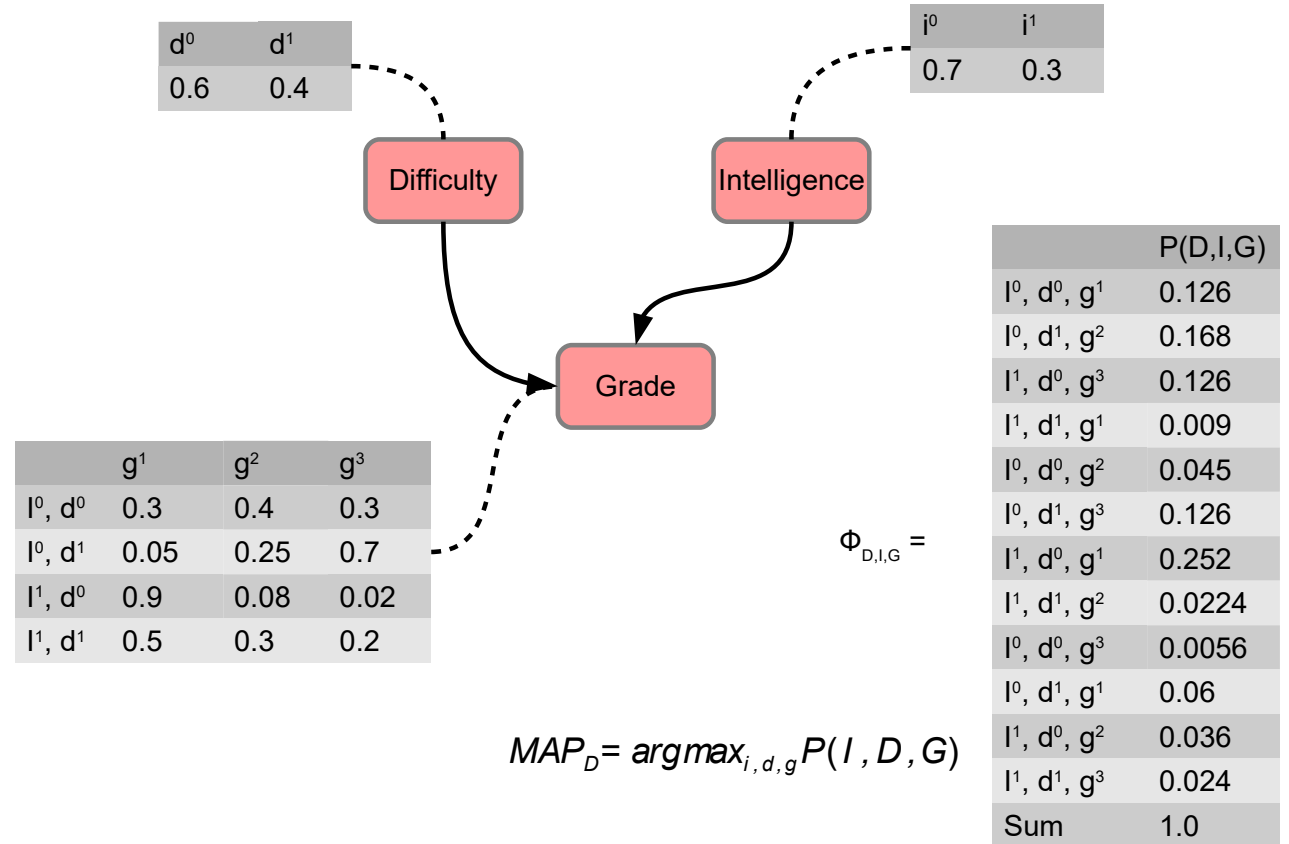 d⁰ d¹
0.6 0.4
i⁰ i¹
0.7 0.3
Difficulty
Intelligence
Grade
g¹ g² g³
I⁰, d⁰ 0.3 0.4 0.3
I⁰, d¹ 0.05 0.25 0.7
I¹, d⁰ 0.9 0.08 0.02
I¹, d¹ 0.5 0.3 0.2
Φ_D,I,G =
P(D,I,G)
I⁰, d⁰, g¹ 0.126
I⁰, d¹, g² 0.168
I¹, d⁰, g³ 0.126
I¹, d¹, g¹ 0.009
I⁰, d⁰, g² 0.045
I⁰, d¹, g³ 0.126
I¹, d⁰, g¹ 0.252
I¹, d¹, g² 0.0224
I⁰, d⁰, g³ 0.0056
I⁰, d¹, g¹ 0.06
I¹, d⁰, g² 0.036
I¹, d¹, g³ 0.024
Sum 1.0
MAP_D = argmax_i,d,g P(I,D,G)